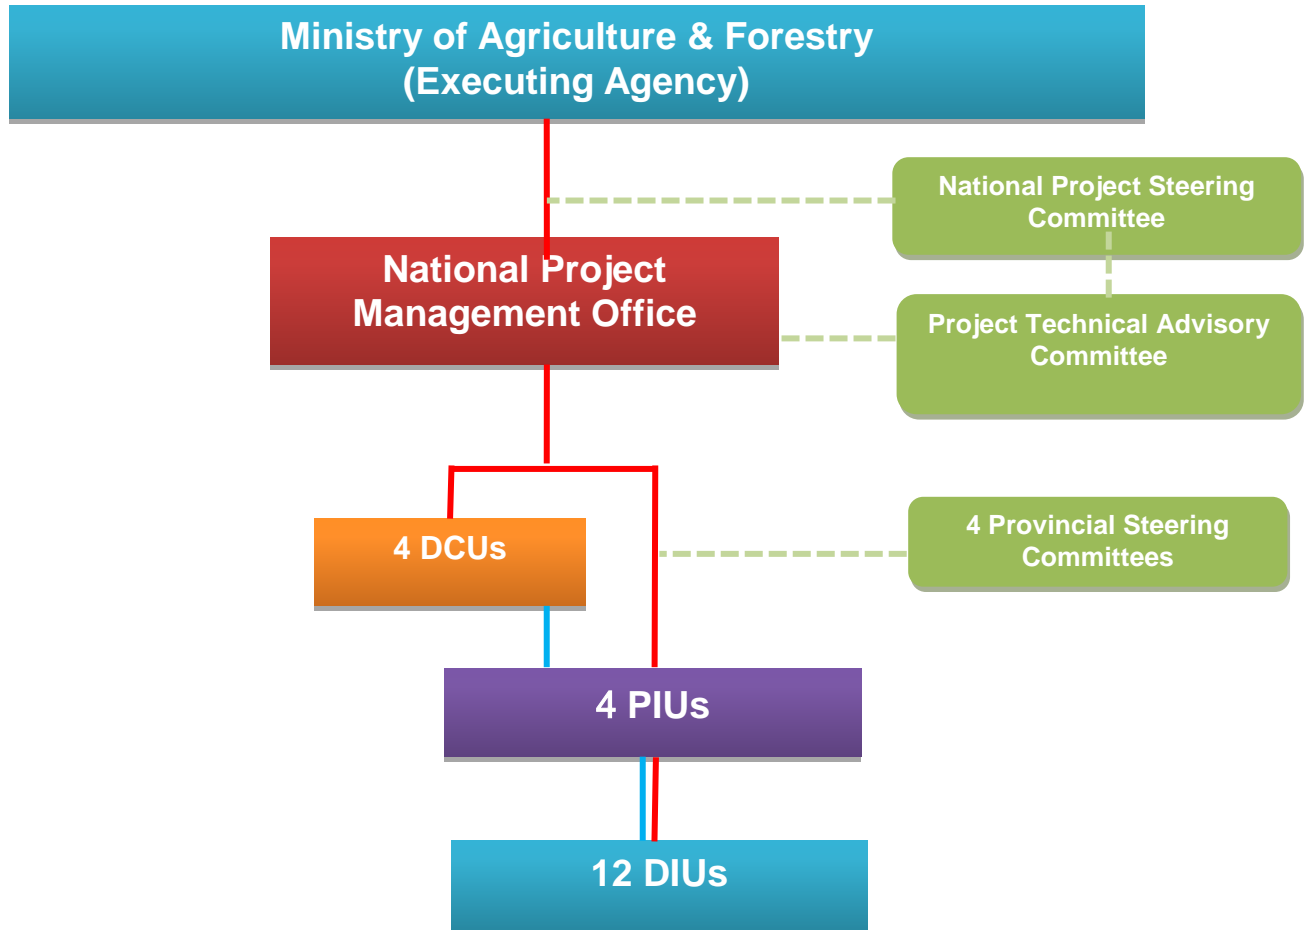 Ministry of Agriculture & Forestry
(Executing Agency)
National Project Steering
Committee
National Project
Management Office
Project Technical Advisory
Committee
4 DCUs
4 Provincial Steering
Committees
4 PIUs
12 DIUs